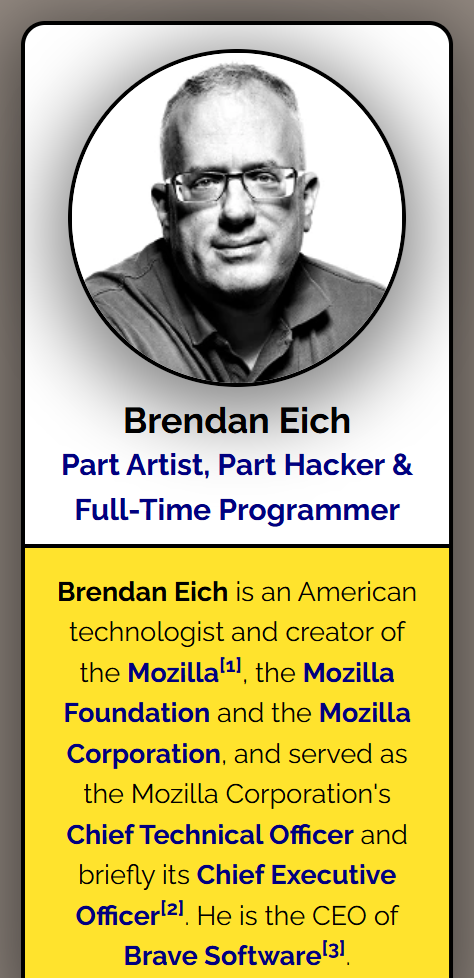 Brendan Eich
Part Artist, Part Hacker &
Full-Time Programmer
Brendan Eich is an American
technologist and creator of
the Mozilla[1], the Mozilla
Foundation and the Mozilla
Corporation, and served as
the Mozilla Corporation's
Chief Technical Officer and
briefly its Chief Executive
Officer[2]. He is the CEO of
Brave Software[3].